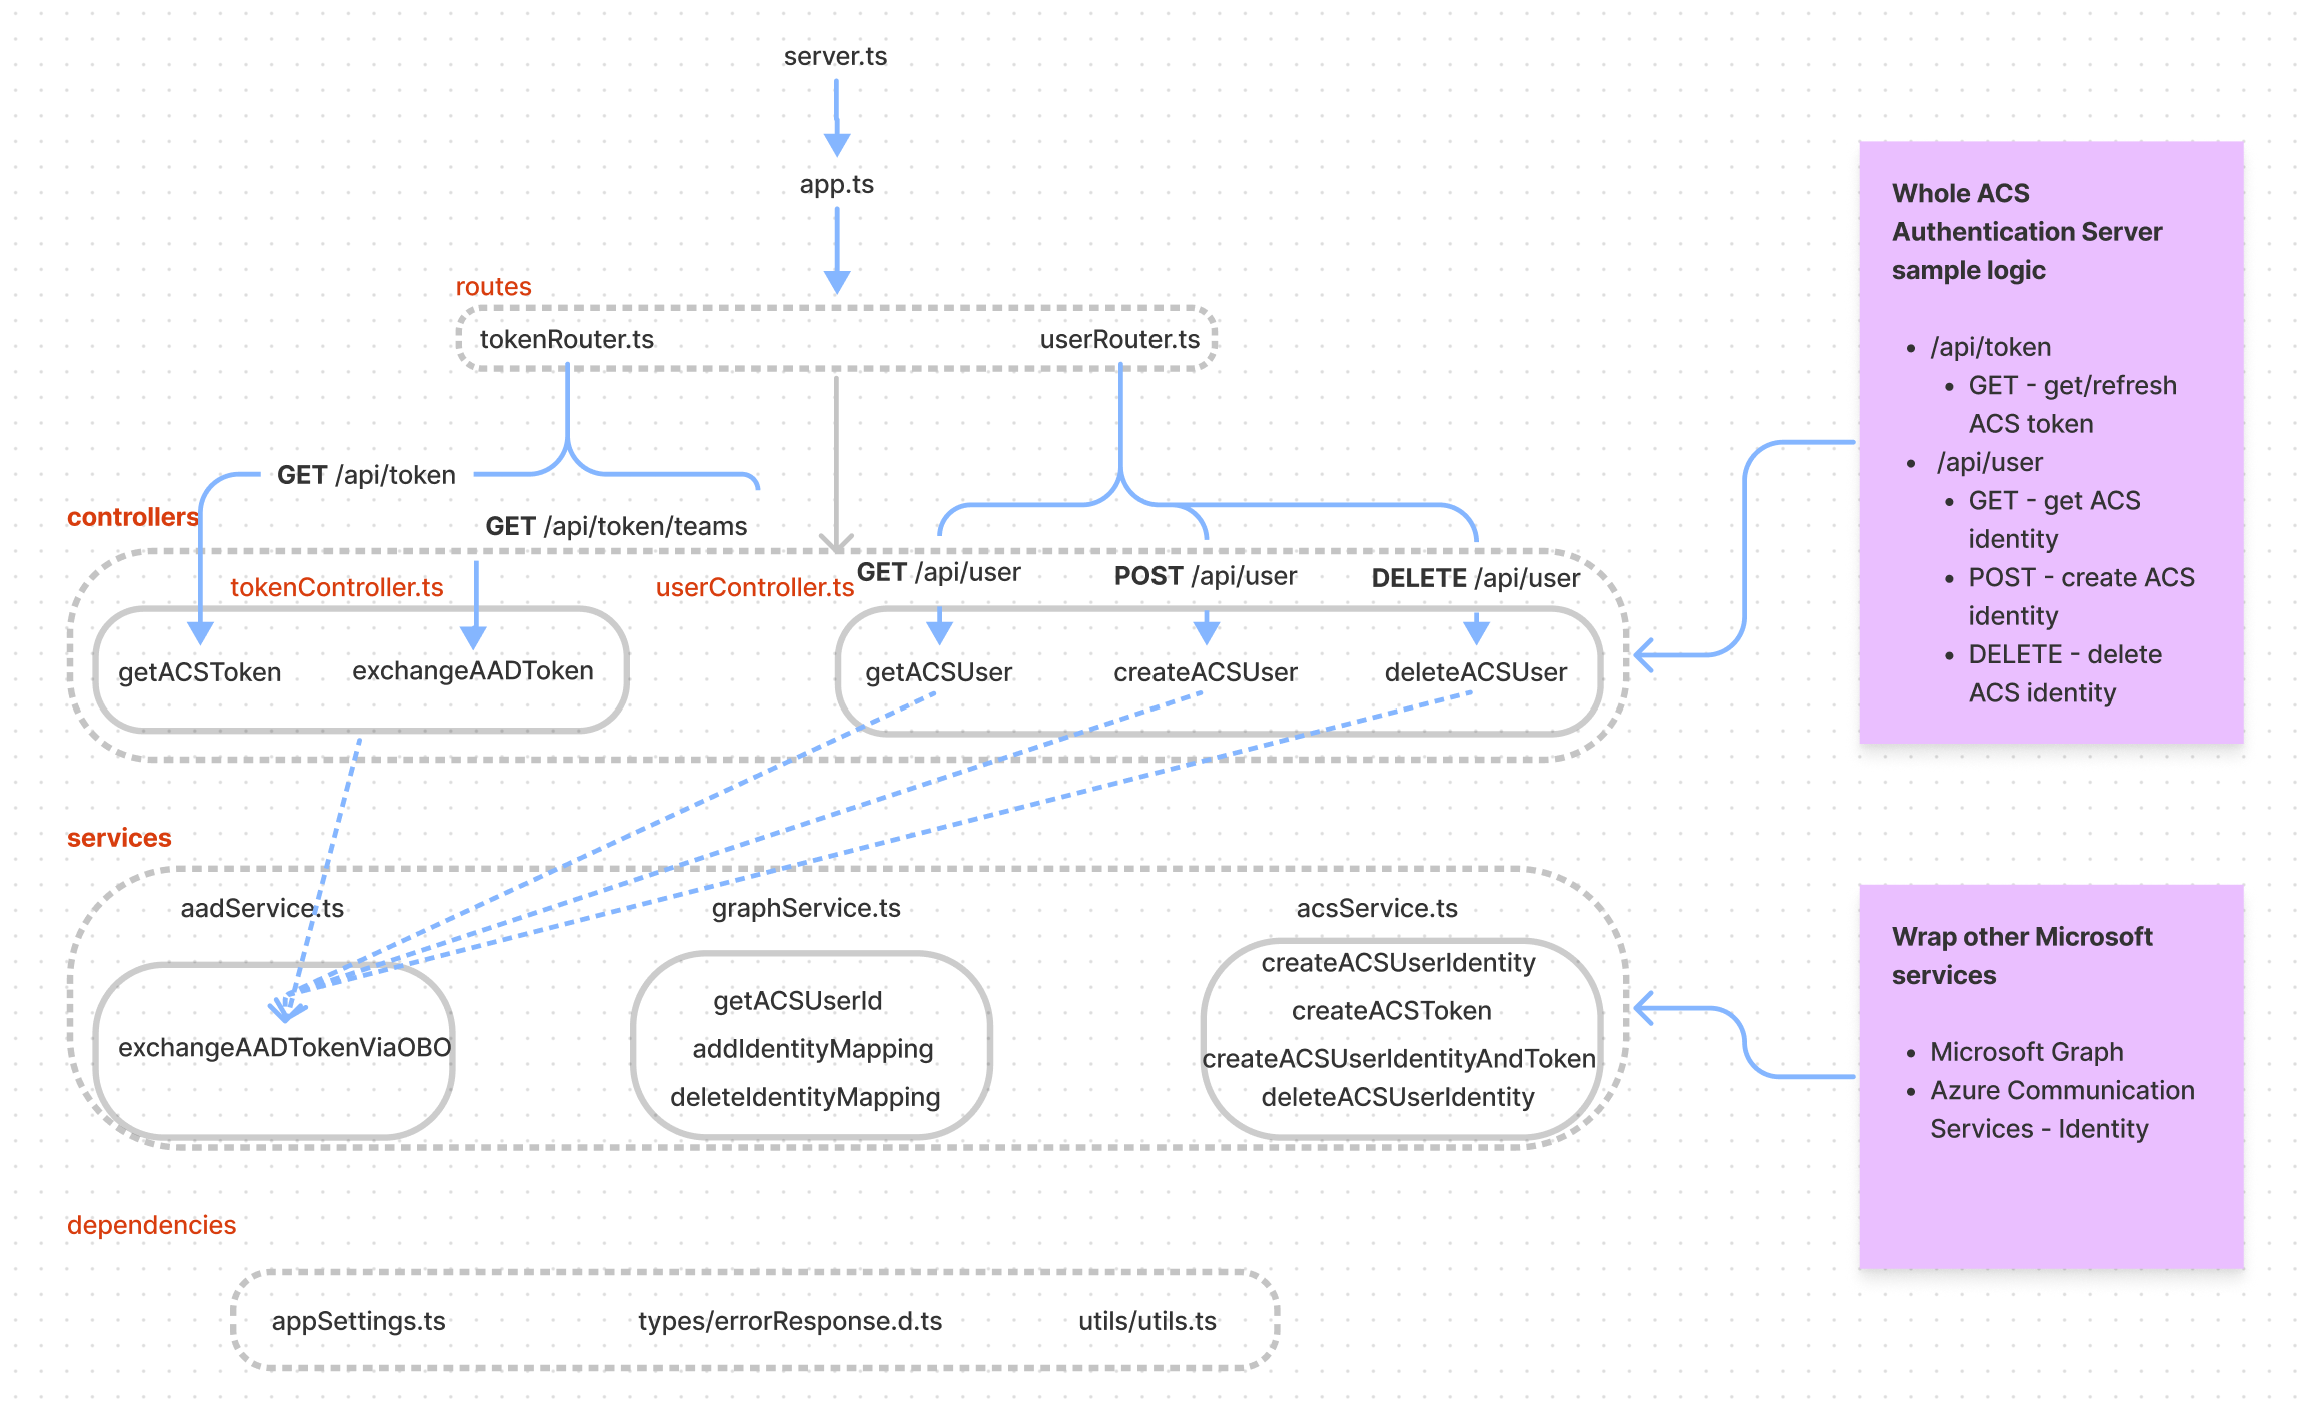 server.ts
app.ts
routes
tokenRouter.ts
userRouter.ts
GET /api/token
controllers
GET /api/token/teams
tokenController.ts
userController.ts
GET /api/user
POST /api/user
DELETE /api/user
getACSToken
exchangeAADToken
getACSUser
createACSUser
deleteACSUser
services
aadService.ts
graphService.ts
acsService.ts
exchangeAADTokenViaOBO
getACSUserId
addIdentityMapping
deleteIdentityMapping
createACSUserIdentity
createACSToken
createACSUserIdentityAndToken
deleteACSUserIdentity
dependencies
appSettings.ts
types/errorResponse.d.ts
utils/utils.ts
Whole ACS
Authentication Server
sample logic
• /api/token
• GET - get/refresh
ACS token
• /api/user
• GET - get ACS
identity
• POST - create ACS
identity
• DELETE - delete
ACS identity
Wrap other Microsoft
services
• Microsoft Graph
• Azure Communication
Services - Identity